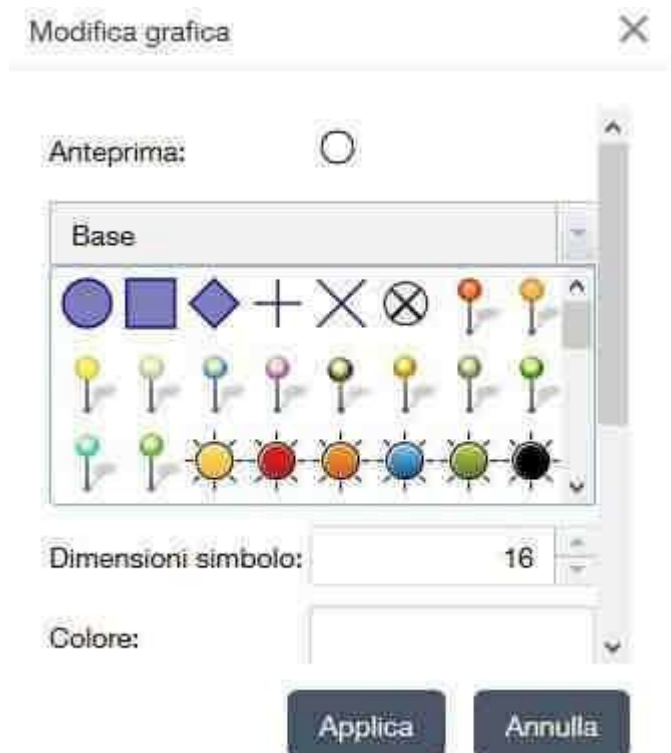 Modifica grafica
Anteprima:
Base
Dimensioni simbolo: 16
Colore:
Applica Annulla